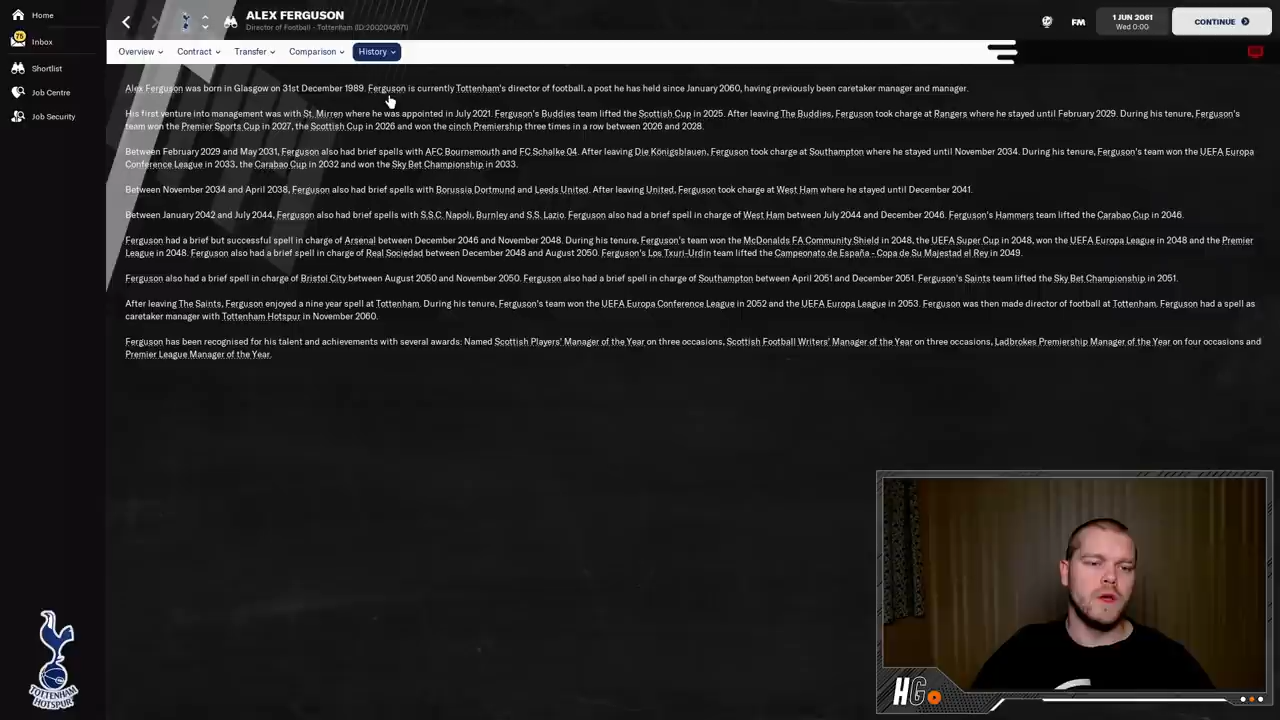 Home
Inbox
75
Shortlist
Job Centre
Job Security
ALEX FERGUSON
Director of Football - Tottenham (ID:2002042671)
FM
1 JUN 2061
Wed 0:00
CONTINUE
Overview
Contract
Transfer
Comparison
History
Alex Ferguson was born in Glasgow on 31st December 1989. Ferguson is currently Tottenham's director of football, a post he has held since January 2060, having previously been caretaker manager and manager.
His first venture into management was with St. Mirren where he was appointed in July 2021. Ferguson's Buddies team lifted the Scottish Cup in 2025. After leaving The Buddies, Ferguson took charge at Rangers where he stayed until February 2029. During his tenure, Ferguson's
team won the Premier Sports Cup in 2027, the Scottish Cup in 2026 and won the cinch Premiership three times in a row between 2026 and 2028.
Between February 2029 and May 2031, Ferguson also had brief spells with AFC Bournemouth and FC Schalke 04. After leaving Die Königsblauen, Ferguson took charge at Southampton where he stayed until November 2034. During his tenure, Ferguson's team won the UEFA Europa
Conference League in 2033, the Carabao Cup in 2032 and won the Sky Bet Championship in 2033.
Between November 2034 and April 2038, Ferguson also had brief spells with Borussia Dortmund and Leeds United. After leaving United, Ferguson took charge at West Ham where he stayed until December 2041.
Between January 2042 and July 2044, Ferguson also had brief spells with S.S.C. Napoli, Burnley and S.S. Lazio. Ferguson also had a brief spell in charge of West Ham between July 2044 and December 2046. Ferguson's Hammers team lifted the Carabao Cup in 2046.
Ferguson had a brief but successful spell in charge of Arsenal between December 2046 and November 2048. During his tenure, Ferguson's team won the McDonalds FA Community Shield in 2048, the UEFA Super Cup in 2048, won the UEFA Europa League in 2048 and the Premier
League in 2048. Ferguson also had a brief spell in charge of Real Sociedad between December 2048 and August 2050. Ferguson's Los Txuri-Urdin team lifted the Campeonato de España - Copa de Su Majestad el Rey in 2049.
Ferguson also had a brief spell in charge of Bristol City between August 2050 and November 2050. Ferguson also had a brief spell in charge of Southampton between April 2051 and December 2051. Ferguson's Saints team lifted the Sky Bet Championship in 2051.
After leaving The Saints, Ferguson enjoyed a nine year spell at Tottenham. During his tenure, Ferguson's team won the UEFA Europa Conference League in 2052 and the UEFA Europa League in 2053. Ferguson was then made director of football at Tottenham. Ferguson had a spell as
caretaker manager with Tottenham Hotspur in November 2060.
Ferguson has been recognised for his talent and achievements with several awards: Named Scottish Players' Manager of the Year on three occasions, Scottish Football Writers' Manager of the Year on three occasions, Ladbrokes Premiership Manager of the Year on four occasions and
Premier League Manager of the Year.
TOTTENHAM
HOTSPUR
HG